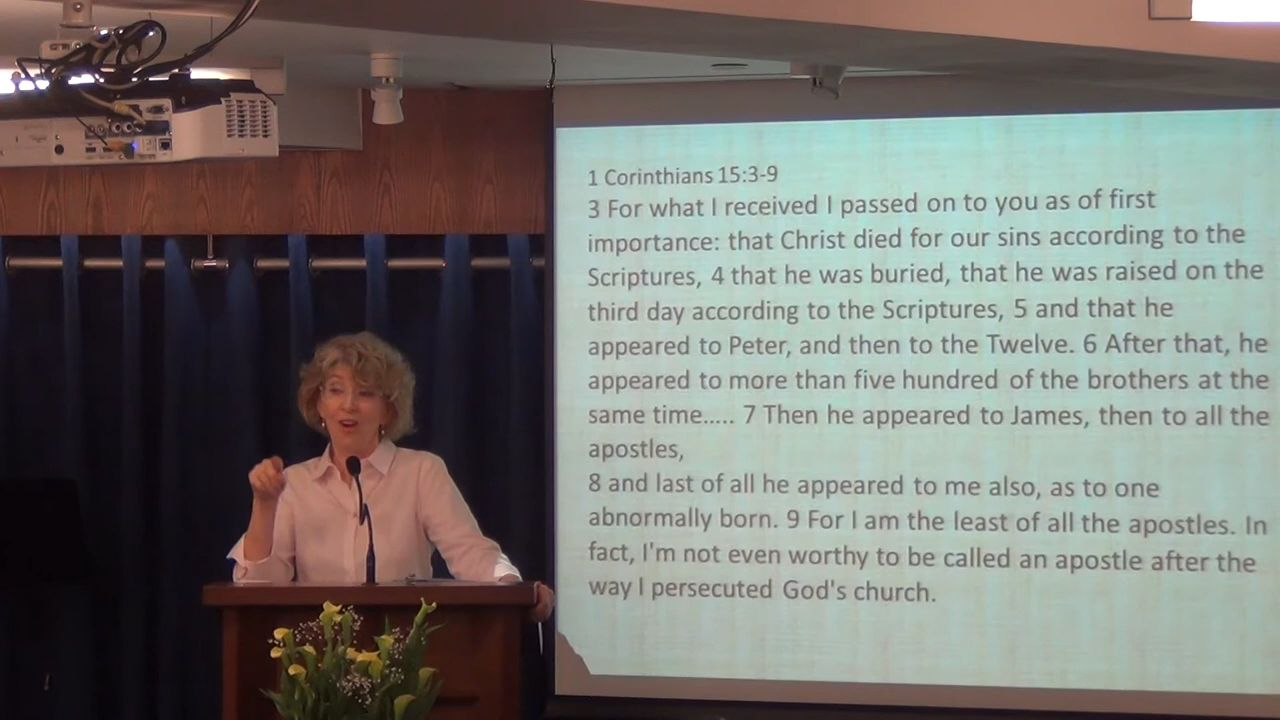 1 Corinthians 15:3-9
3 For what I received I passed on to you as of first
importance: that Christ died for our sins according to the
Scriptures, 4 that he was buried, that he was raised on the
third day according to the Scriptures, 5 and that he
appeared to Peter, and then to the Twelve. 6 After that, he
appeared to more than five hundred of the brothers at the
same time..... 7 Then he appeared to James, then to all the
apostles,
8 and last of all he appeared to me also, as to one
abnormally born. 9 For I am the least of all the apostles. In
fact, I'm not even worthy to be called an apostle after the
way I persecuted God's church.